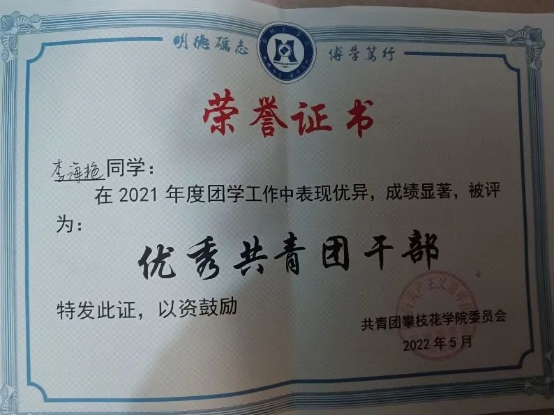 明德砺志 博学笃行
荣誉证书
李海艳同学：
在 2021 年度团学工作中表现优异，成绩显著，被评
为：
优秀共青团干部
特发此证，以资鼓励
共青团攀枝花学院委员会
2022 年 5 月